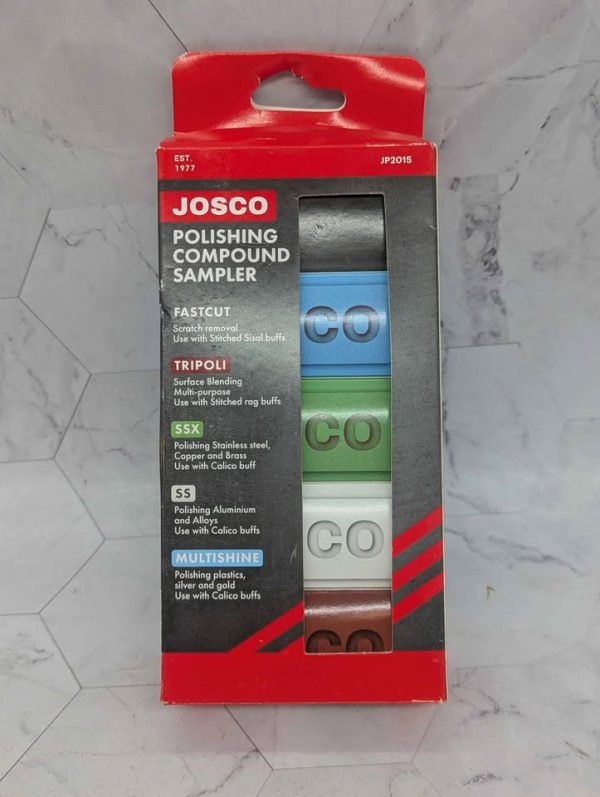 EST.
1977
JP2015
JOSCO
POLISHING
COMPOUND
SAMPLER
FASTCUT
Scratch removal
Use with Stitched Sisal buffs
TRIPOLI
Surface Blending
Multi-purpose
Use with Stitched rag buffs
SSX
Polishing Stainless steel,
Copper and Brass
Use with Calico buff
SS
Polishing Aluminium
and Alloys
Use with Calico buffs
MULTISHINE
Polishing plastics,
silver and gold
Use with Calico buffs
CO
CO
CO
CO